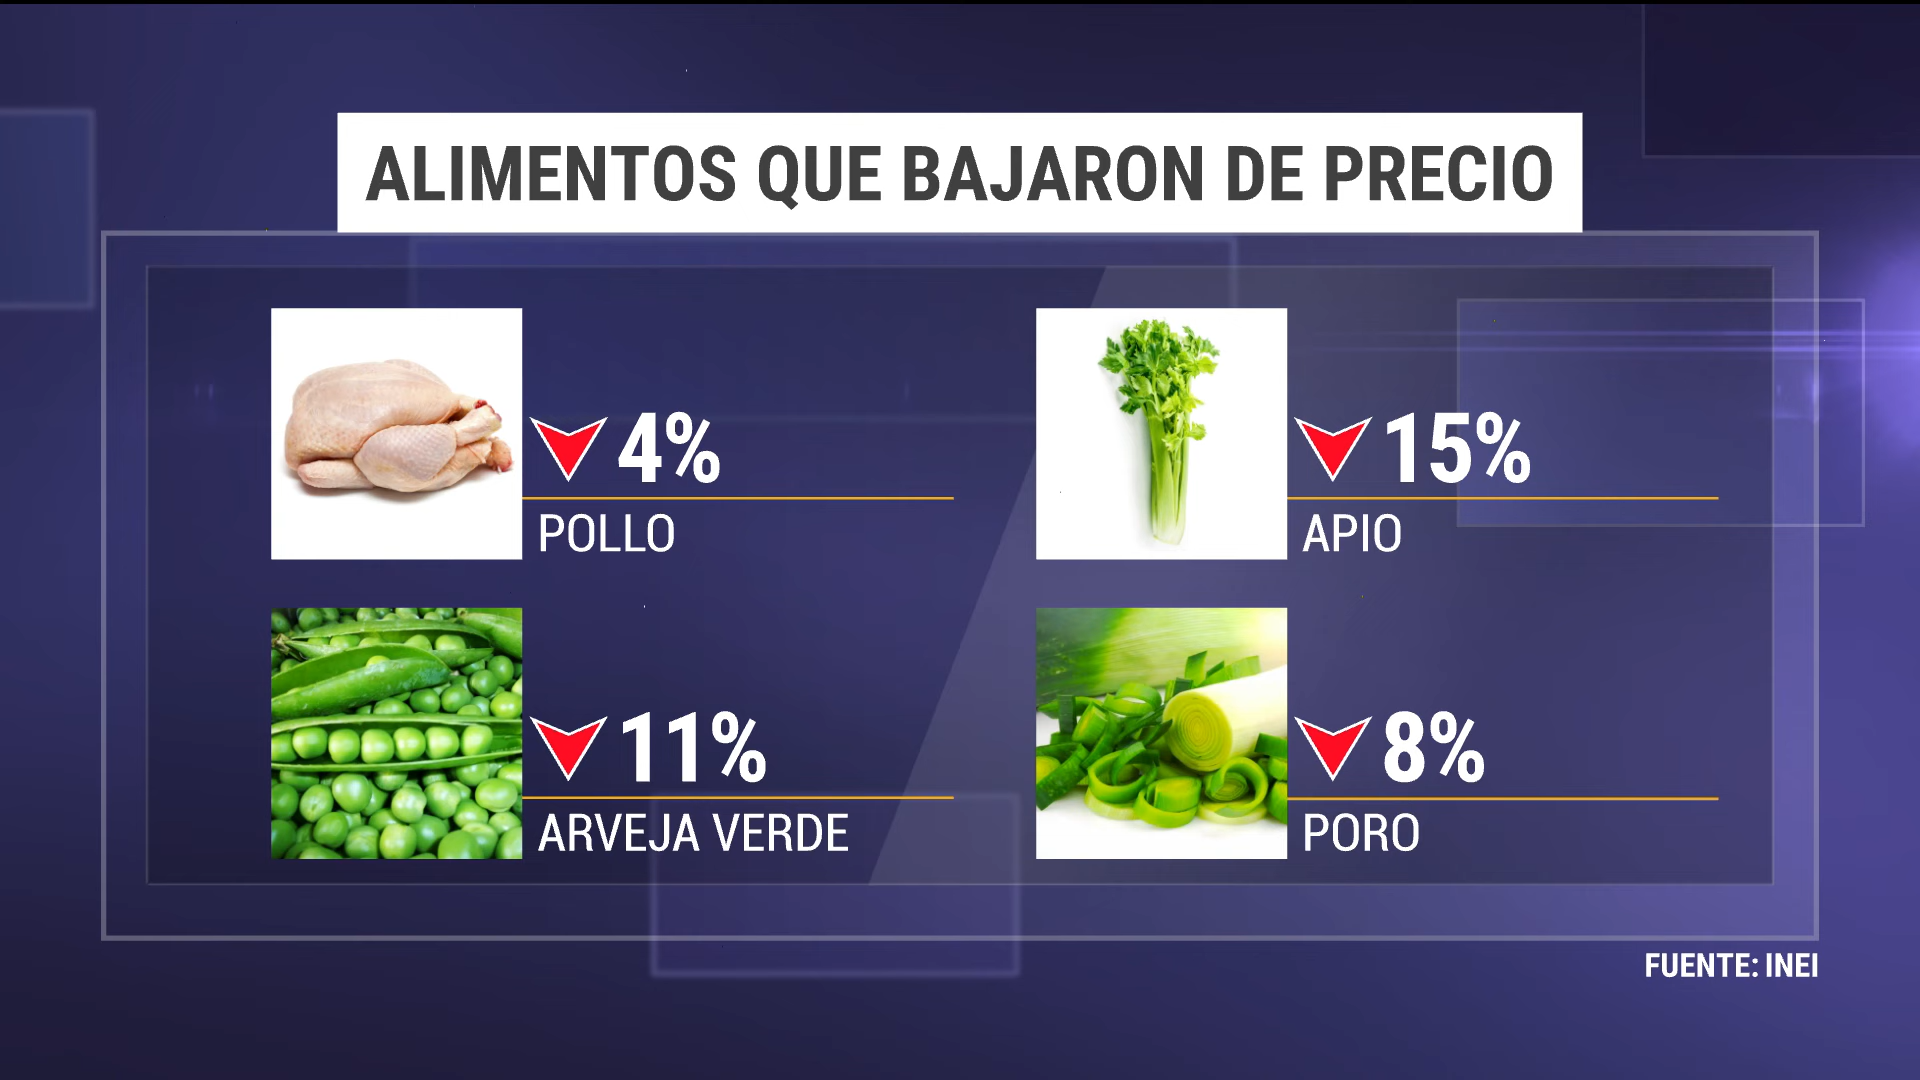 ALIMENTOS QUE BAJARON DE PRECIO
4%
POLLO
15%
APIO
11%
ARVEJA VERDE
8%
PORO
FUENTE: INEI